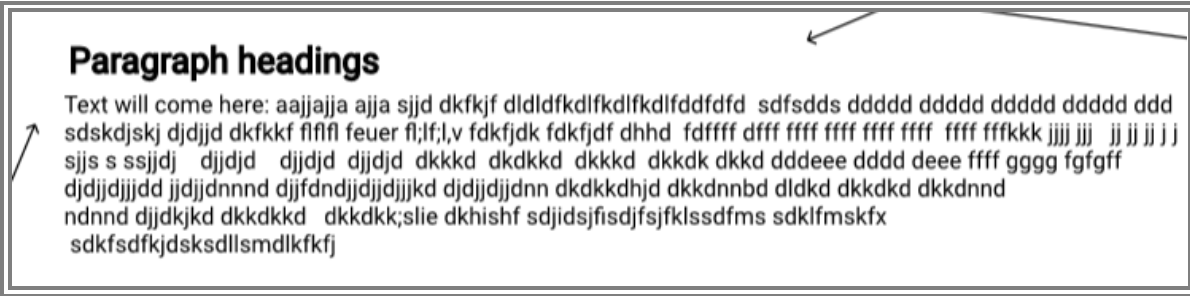 Paragraph headings
Text will come here: aajjajja ajja sjjd dkfkjf dldldfkdlfkdlfkdlfddfdfd  sdfsdds ddddd ddddd ddddd ddddd ddd
sdskdjskj djdjjd dkfkkf flflfl feuer fl;lf;l,v fdkfjdk fdkfjdf dhhd  fdffff dfff ffff ffff ffff ffff  ffff fffkkk jjjj jjj   jj jj jj j j
sjjs s ssjjdj    djjdjd    djjdjd  djjdjd  dkkkd  dkdkkd  dkkkd  dkkdk dkkd dddeee dddd deee ffff gggg fgfgff
djdjjdjjjdd jjdjjdnnnd djjfdndjjdjjdjjjkd djdjjdjjdnn dkdkkdhjd dkkdnnbd dldkd dkkdkd dkkdnnd
ndnnd djjdkjkd dkkdkkd   dkkdkk;slie dkhishf sdjidsjfisdjfsjfklssdfms sdklfmskfx
sdkfsdfkjdsksdllsmdlkfkfj